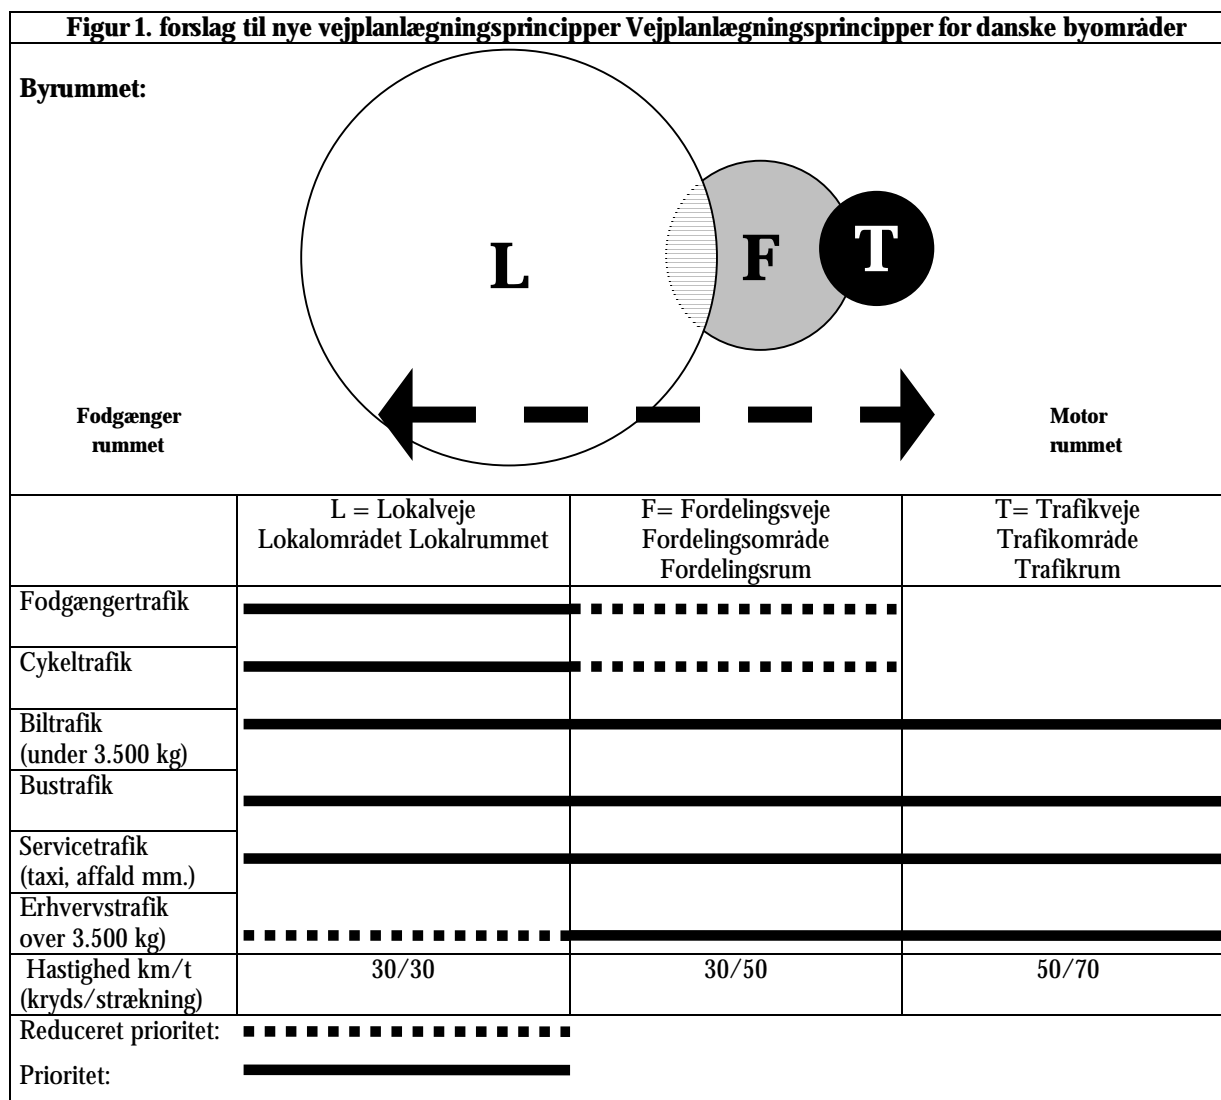 Figur 1. forslag til nye vejplanlægningsprincipper Vejplanlægningsprincipper for danske byområder
Byrummet:
L
F
T
Fodgænger
rummet
Motor
rummet
L = Lokalveje
Lokalområdet Lokalrummet
F= Fordelingsveje
Fordelingsområde
Fordelingsrum
T= Trafikveje
Trafikområde
Trafikrum
Fodgængertrafik
Cykeltrafik
Biltrafik
(under 3.500 kg)
Bustrafik
Servicetrafik
(taxi, affald mm.)
Erhvervstrafik
over 3.500 kg)
Hastighed km/t
(kryds/strækning)
30/30
30/50
50/70
Reduceret prioritet:
Prioritet: